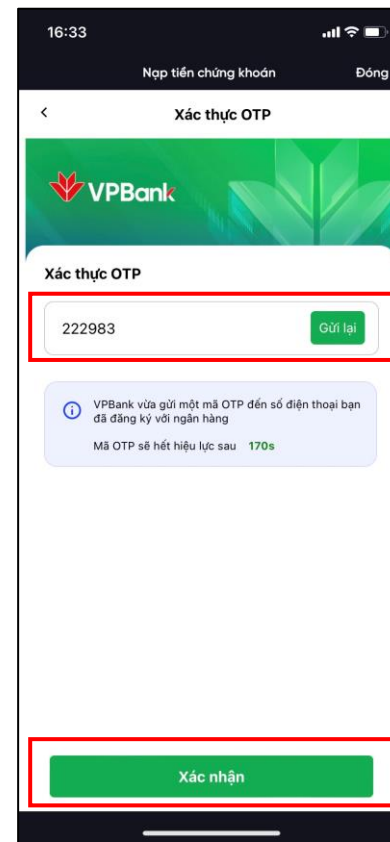 16:33
Nạp tiền chứng khoán Đóng
Xác thực OTP
VPBank
Xác thực OTP
222983 Gửi lại
VPBank vừa gửi một mã OTP đến số điện thoại bạn
đã đăng ký với ngân hàng
Mã OTP sẽ hết hiệu lực sau 170s
Xác nhận